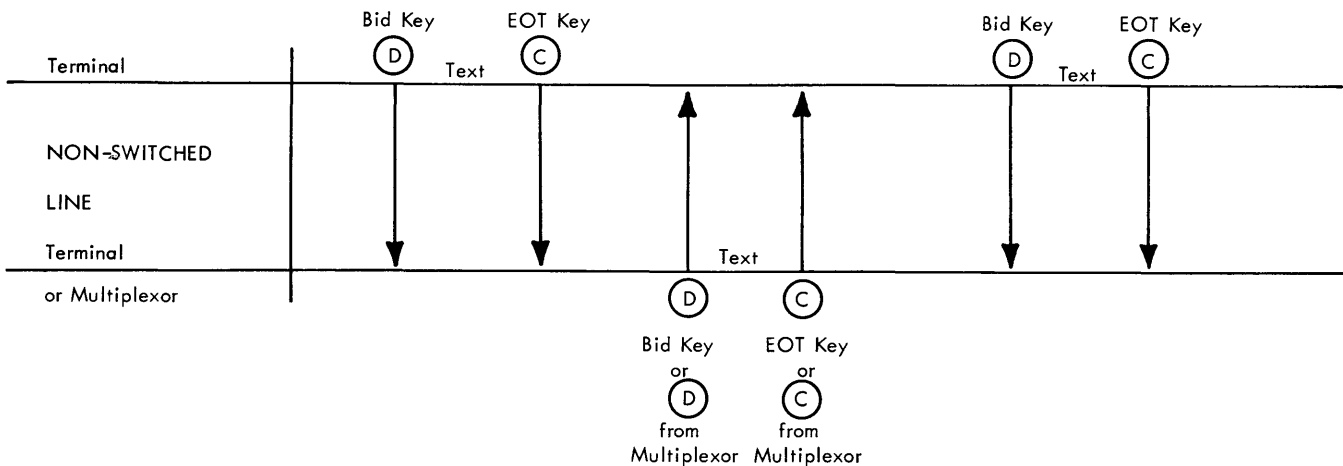 Bid Key EOT Key Bid Key EOT Key
D C D C
Terminal Text Text
NON-SWITCHED
LINE
Terminal Text
or Multiplexor D C
Bid Key EOT Key
or or
D C
from from
Multiplexor Multiplexor